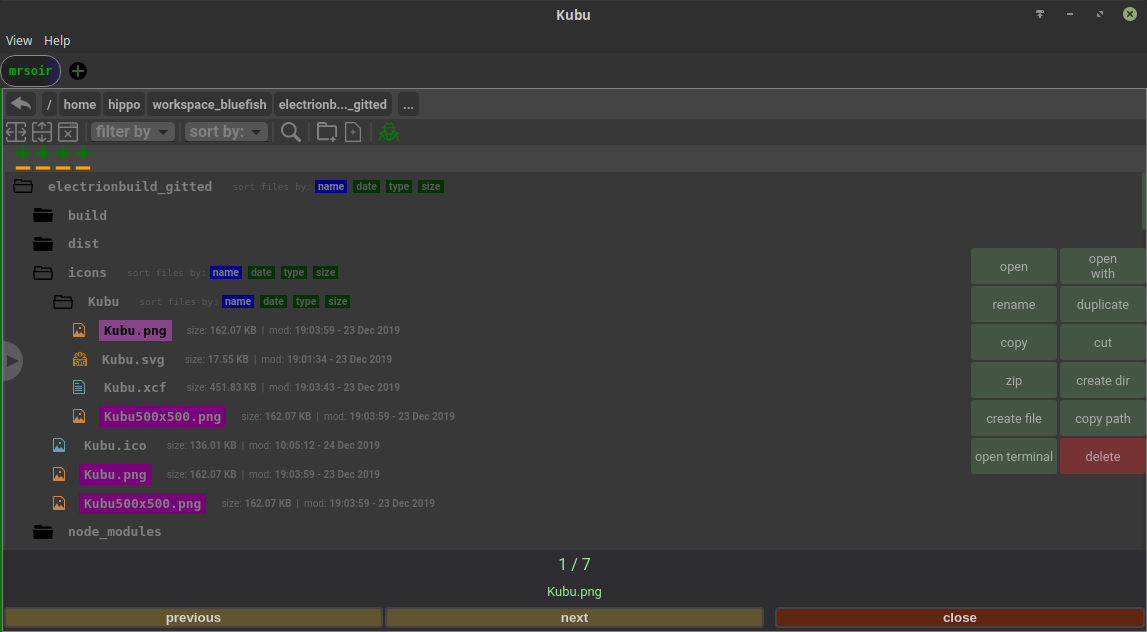 Kubu
View Help
mrsoir
/ home hippo workspace_bluefish electrionb..._gitted ...
filter by sort by:
electrionbuild_gitted sort files by: name date type size
build
dist
icons sort files by: name date type size
Kubu sort files by: name date type size
Kubu.png size: 162.07 KB | mod: 19:03:59 - 23 Dec 2019
Kubu.svg size: 17.55 KB | mod: 19:01:34 - 23 Dec 2019
Kubu.xcf size: 451.83 KB | mod: 19:03:43 - 23 Dec 2019
Kubu500x500.png size: 162.07 KB | mod: 19:03:59 - 23 Dec 2019
Kubu.ico size: 136.01 KB | mod: 10:05:12 - 24 Dec 2019
Kubu.png size: 162.07 KB | mod: 19:03:59 - 23 Dec 2019
Kubu500x500.png size: 162.07 KB | mod: 19:03:59 - 23 Dec 2019
node_modules
open open with
rename duplicate
copy cut
zip create dir
create file copy path
open terminal delete
1 / 7
Kubu.png
previous next close